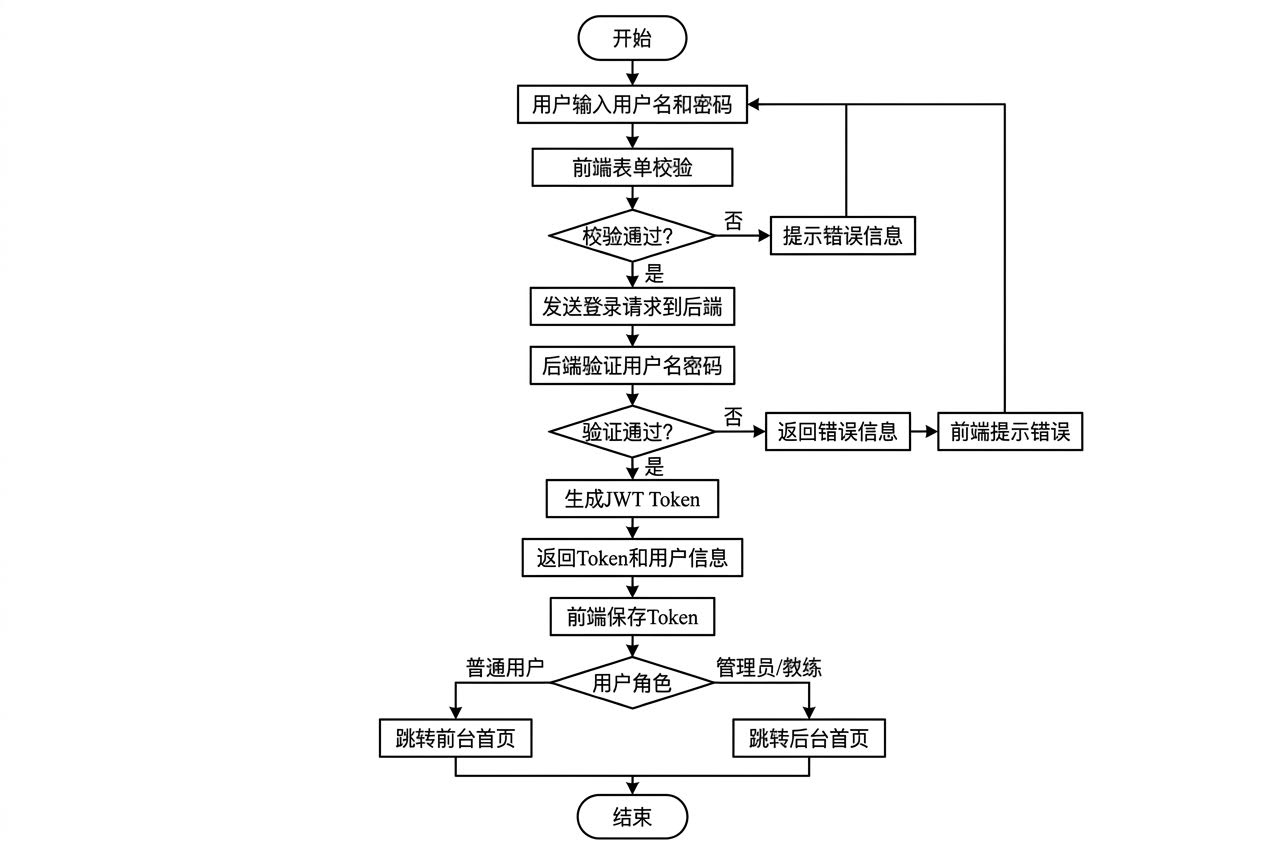 开始
用户输入用户名和密码
前端表单校验
校验通过?
否
提示错误信息
是
发送登录请求到后端
后端验证用户名密码
验证通过?
否
返回错误信息
前端提示错误
是
生成JWT Token
返回Token和用户信息
前端保存Token
普通用户
用户角色
管理员/教练
跳转前台首页
跳转后台首页
结束